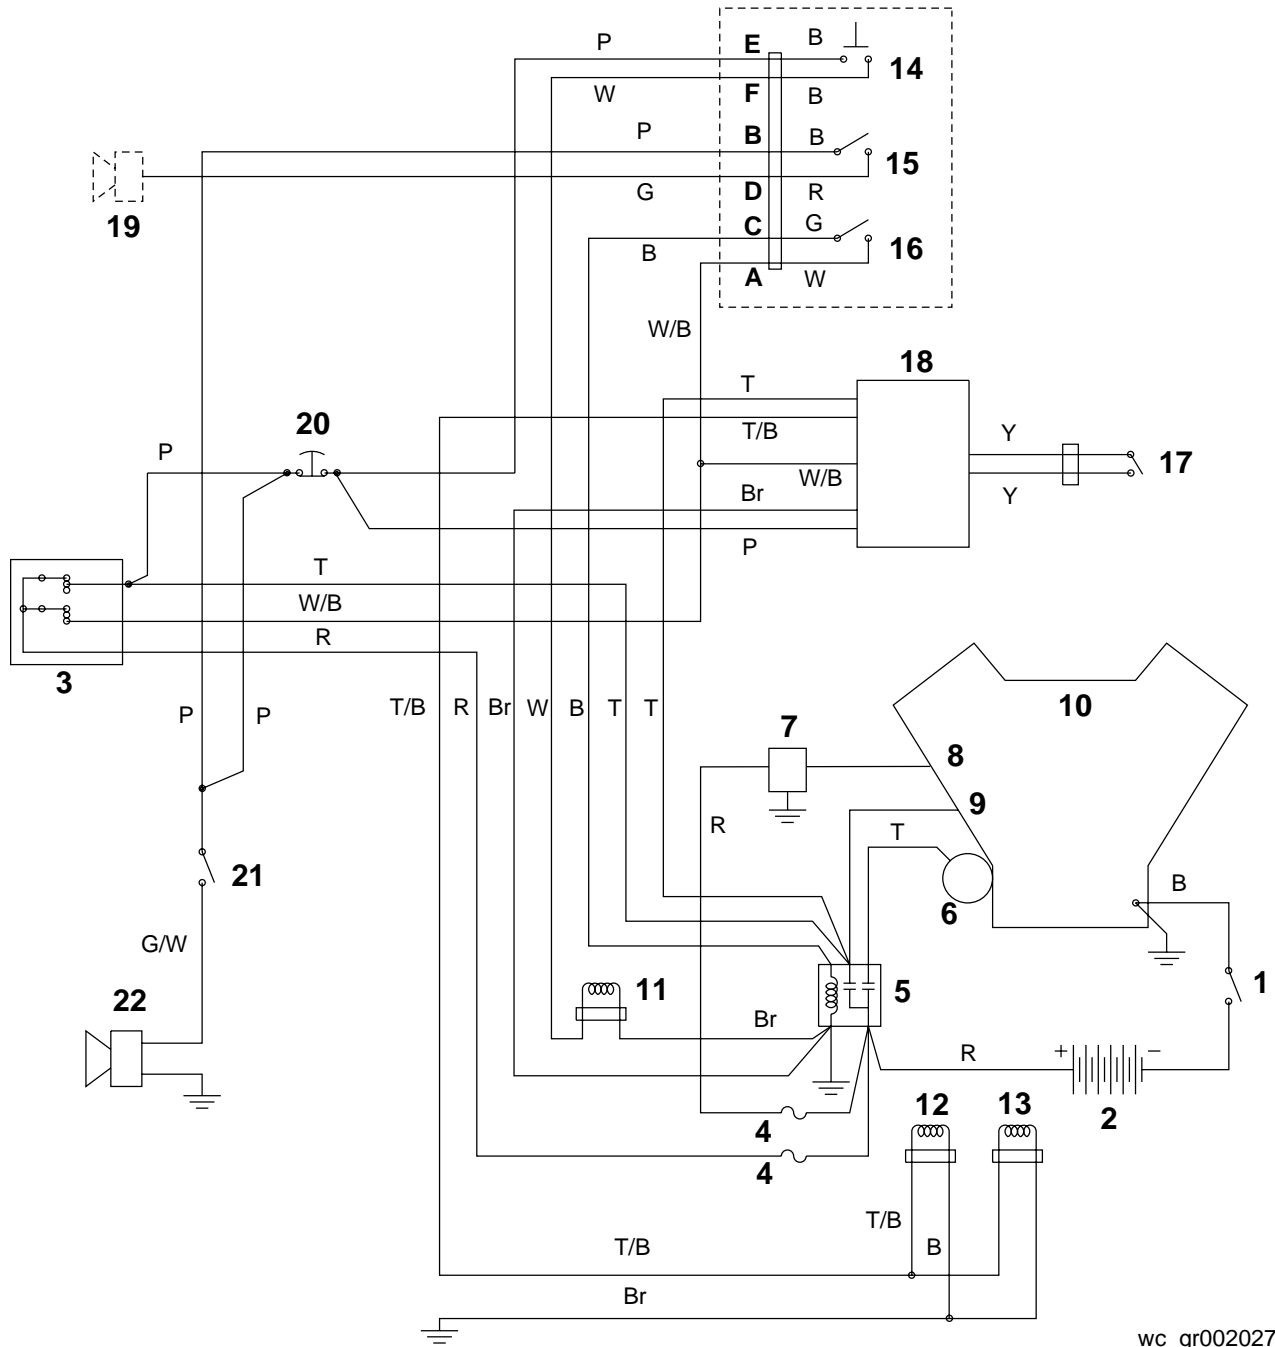 P
E
B
14
W
F
B
P
B
B
15
19
G
D
R
C
G
16
B
A
W
W/B
18
T
20
T/B
Y
P
17
W/B
Br
Y
P
T
W/B
R
3
10
P
P
T/B
R
Br
W
B
T
T
7
8
9
R
T
21
6
B
G/W
1
22
11
5
Br
R
+
−
12
13
2
4
4
T/B
B
T/B
Br
wc_gr002027